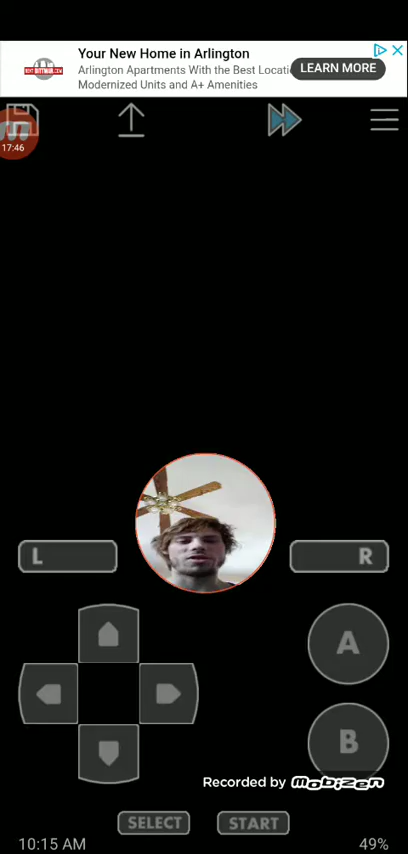 Your New Home in Arlington
Arlington Apartments With the Best Locati
Modernized Units and A+ Amenities
LEARN MORE
17:46
L
R
A
B
Recorded by mobizen
SELECT
START
10:15 AM
49%